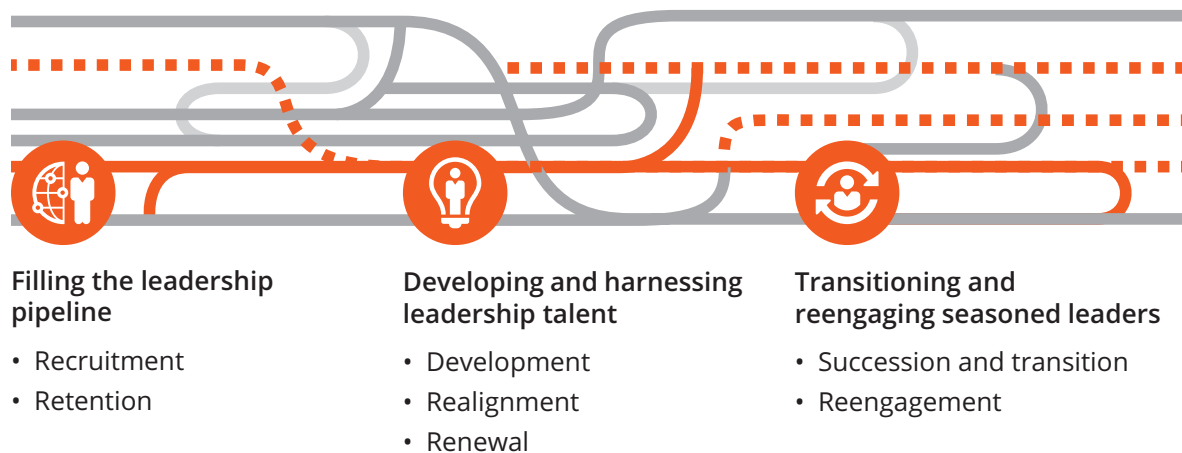 Filling the leadership
pipeline
• Recruitment
• Retention
Developing and harnessing
leadership talent
• Development
• Realignment
• Renewal
Transitioning and
reengaging seasoned leaders
• Succession and transition
• Reengagement